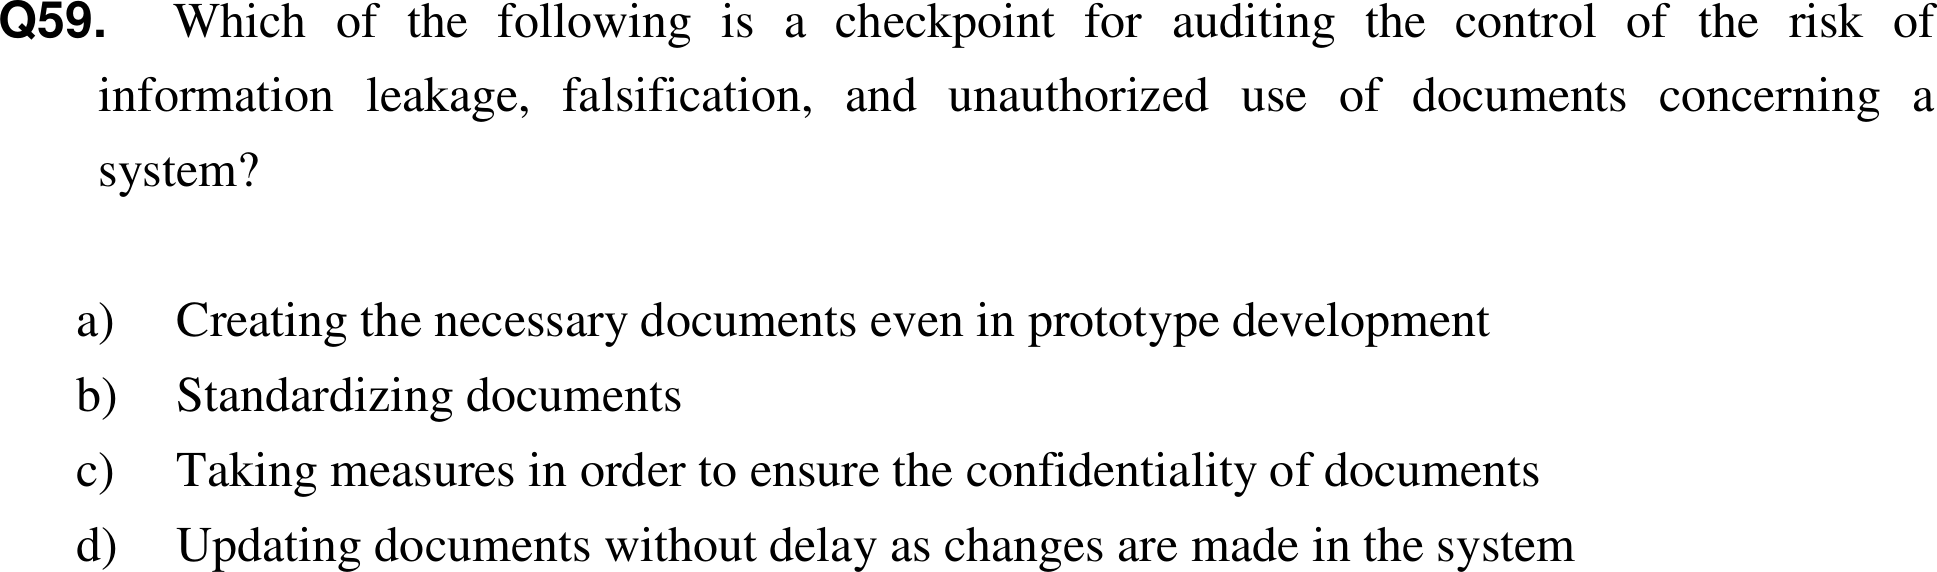 Q59. Which of the following is a checkpoint for auditing the control of the risk of
information leakage, falsification, and unauthorized use of documents concerning a
system?
a) Creating the necessary documents even in prototype development
b) Standardizing documents
c) Taking measures in order to ensure the confidentiality of documents
d) Updating documents without delay as changes are made in the system